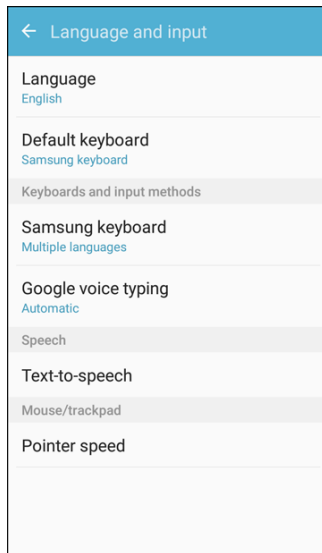 Language and input
Language
English
Default keyboard
Samsung keyboard
Keyboards and input methods
Samsung keyboard
Multiple languages
Google voice typing
Automatic
Speech
Text-to-speech
Mouse/trackpad
Pointer speed